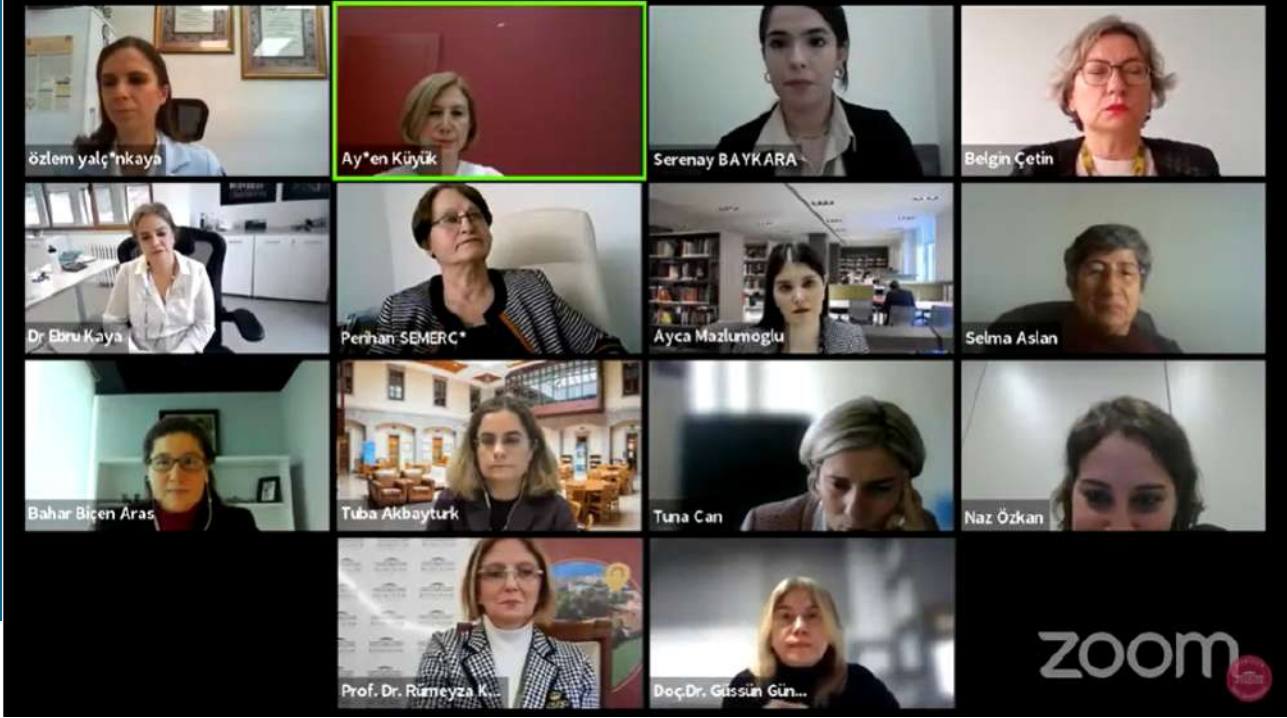 özlem yalç*nkaya
Ay*en Küyük
Serenay BAYKARA
Belgin Çetin
Dr Ebru Kaya
Perihan SEMERC*
Ayca Mazlumoglu
Selma Aslan
Bahar Biçen Aras
Tuba Akbayturk
Tuna Can
Naz Özkan
Prof. Dr. Rümeyza K...
Doç.Dr. Güssün Gün...
zoom